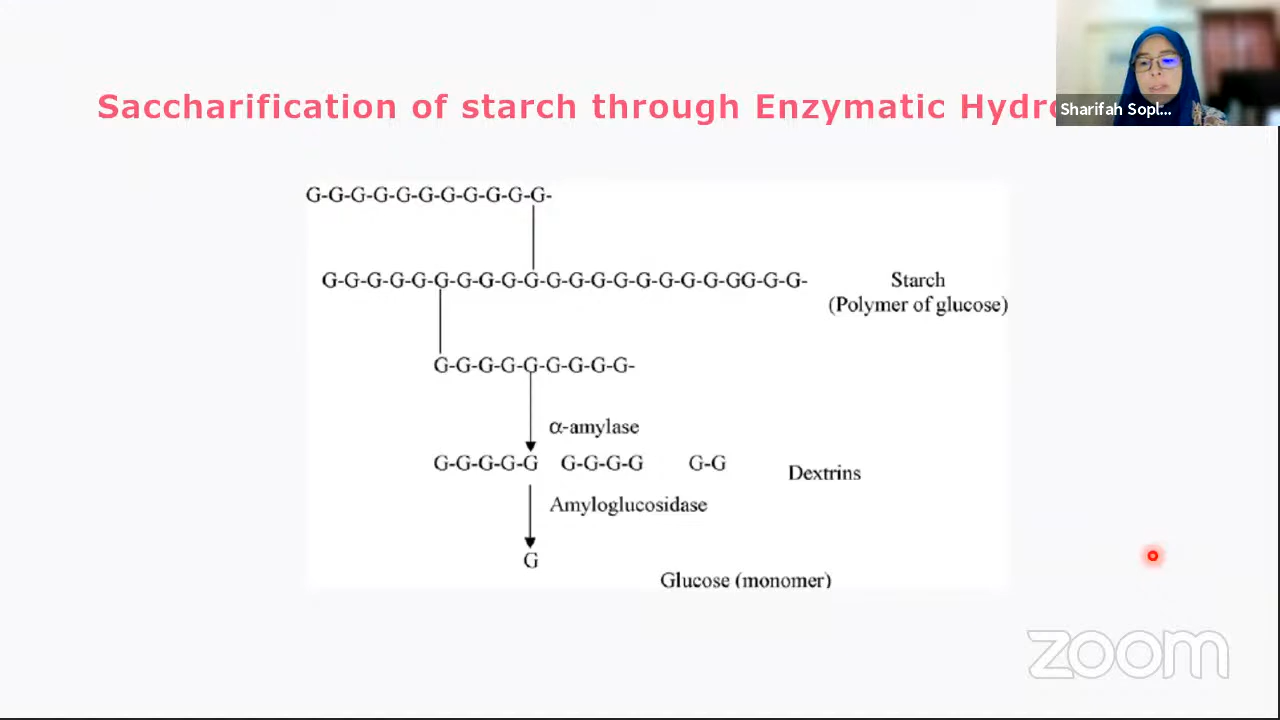 Saccharification of starch through Enzymatic Hydro
Sharifah Sopl...
G-G-G-G-G-G-G-G-G-G-G-
G-G-G-G-G-G-G-G-G-G-G-G-G-G-G-G-G-G-GG-G-G-
Starch
(Polymer of glucose)
G-G-G-G-G-G-G-G-G-
α-amylase
G-G-G-G-G G-G-G-G G-G
Dextrins
Amyloglucosidase
G
Glucose (monomer)
zoom